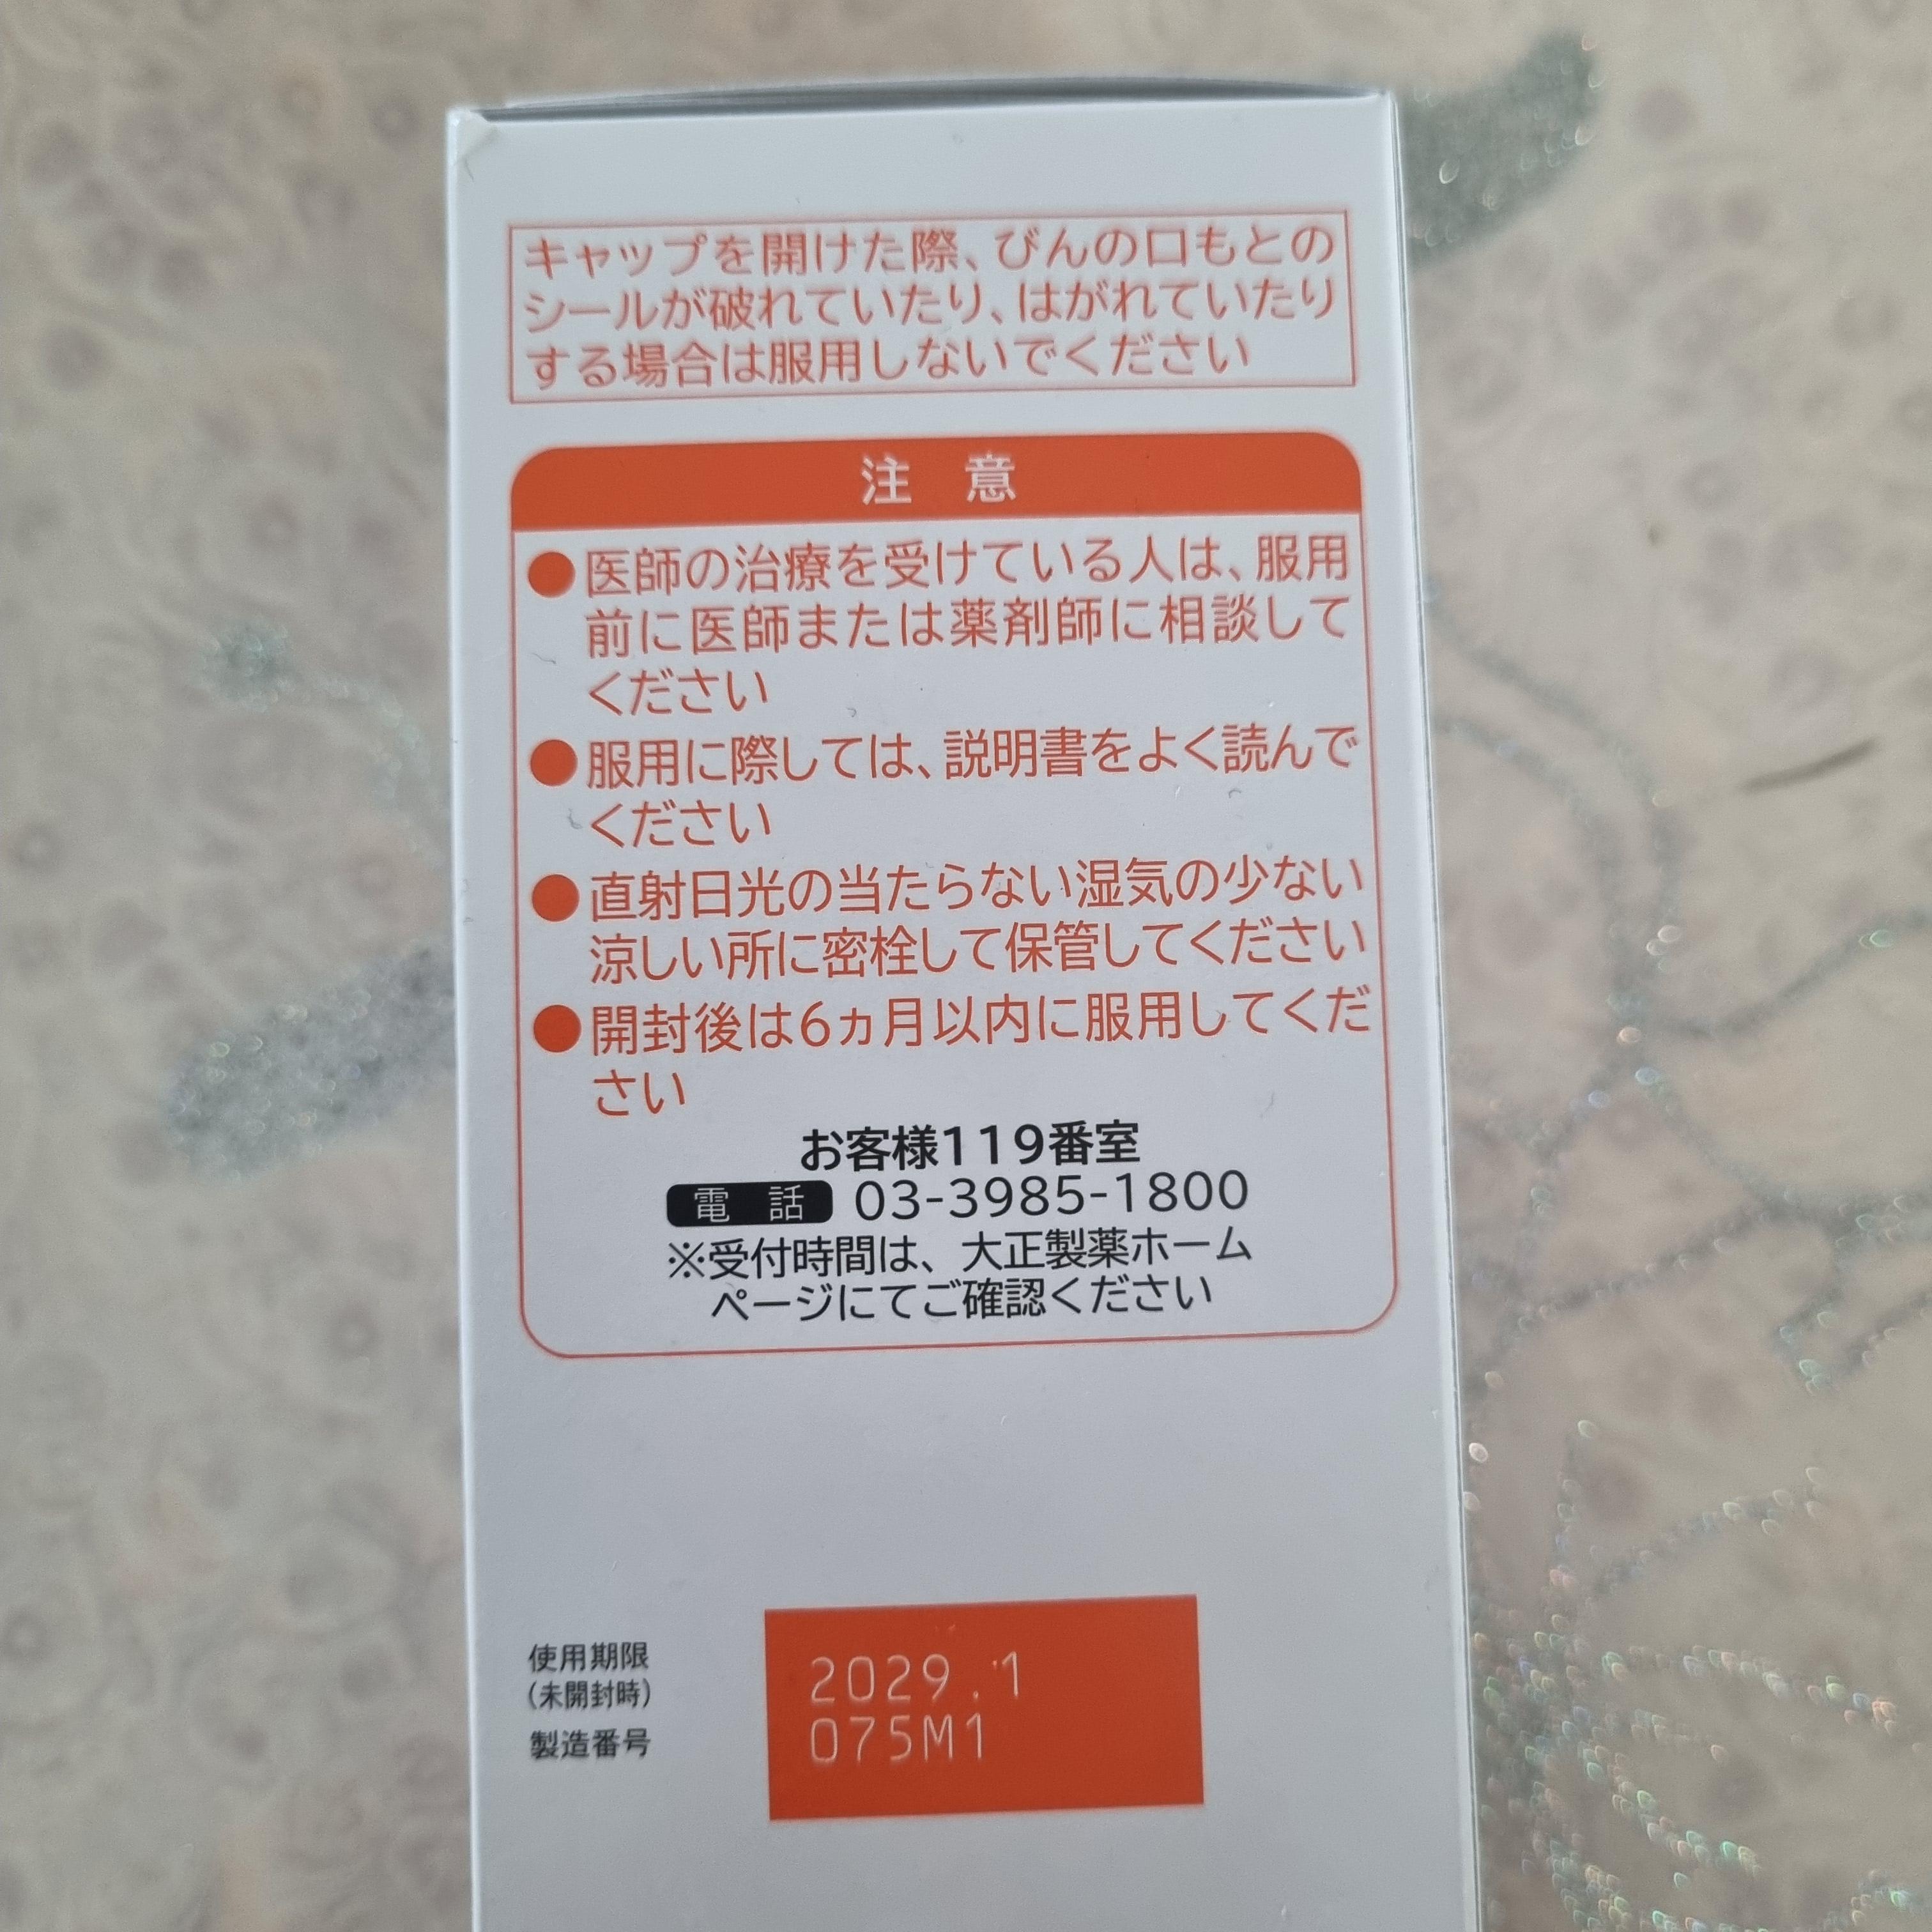 キャップを開けた際、びんの口もとの
シールが破れていたり、はがれていたり
する場合は服用しないでください
注 意
●医師の治療を受けている人は、服用
前に医師または薬剤師に相談して
ください
●服用に際しては、説明書をよく読んで
ください
●直射日光の当たらない湿気の少ない
涼しい所に密栓して保管してください
●開封後は6ヵ月以内に服用してくだ
さい
お客様119番室
電 話 03-3985-1800
※受付時間は、大正製薬ホーム
ページにてご確認ください
使用期限
(未開封時)
2029.1
製造番号
075M1